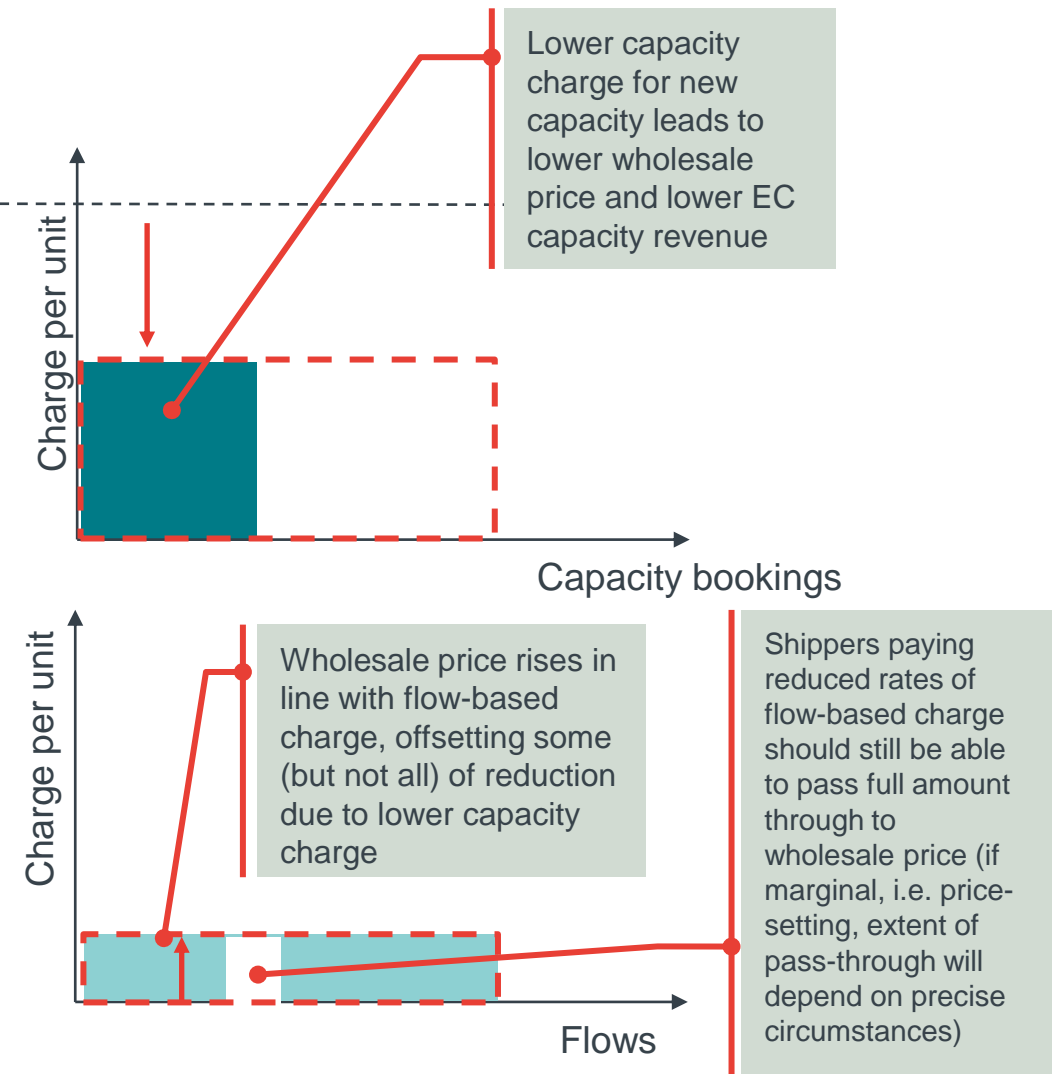 Lower capacity
charge for new
capacity leads to
lower wholesale
price and lower EC
capacity revenue
Charge per unit
Capacity bookings
Charge per unit
Wholesale price rises in
line with flow-based
charge, offsetting some
(but not all) of reduction
due to lower capacity
charge
Shippers paying
reduced rates of
flow-based charge
should still be able
to pass full amount
through to
wholesale price (if
marginal, i.e. price-
setting, extent of
pass-through will
depend on precise
circumstances)
Flows